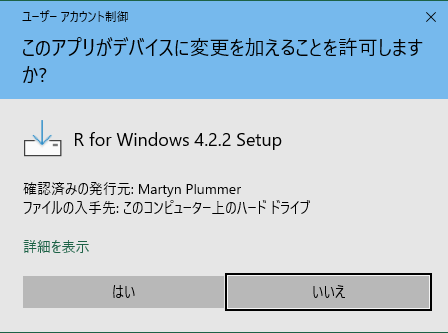 ユーザー アカウント制御
このアプリがデバイスに変更を加えることを許可します
か?
R for Windows 4.2.2 Setup
確認済みの発行元: Martyn Plummer
ファイルの入手先: このコンピューター上のハード ドライブ
詳細を表示
はい
いいえ